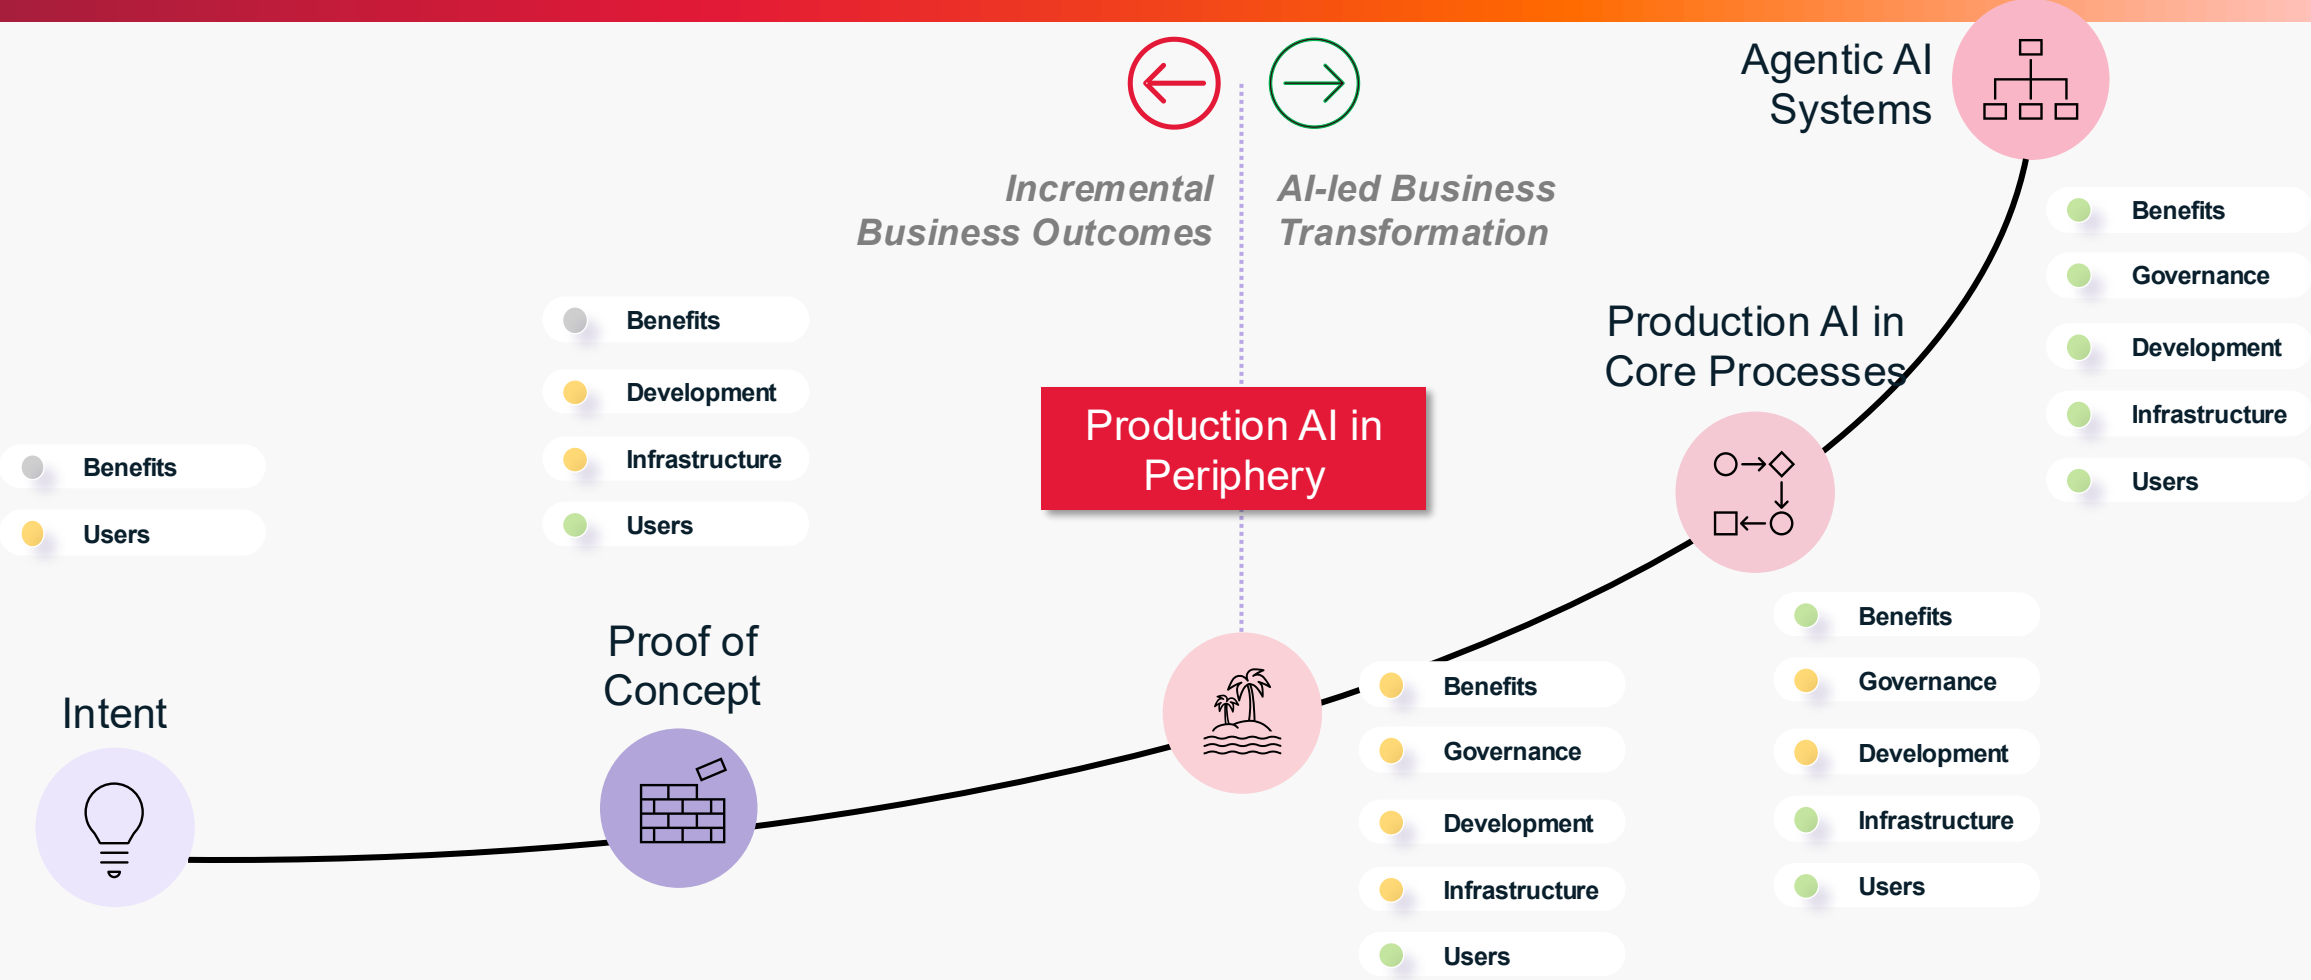 Agentic AI
Systems
Incremental
Business Outcomes
AI-led Business
Transformation
Benefits
Governance
Development
Infrastructure
Users
Production AI in
Core Processes
Benefits
Development
Infrastructure
Users
Production AI in
Periphery
Benefits
Users
Proof of
Concept
Intent
Benefits
Governance
Development
Infrastructure
Users
Benefits
Governance
Development
Infrastructure
Users